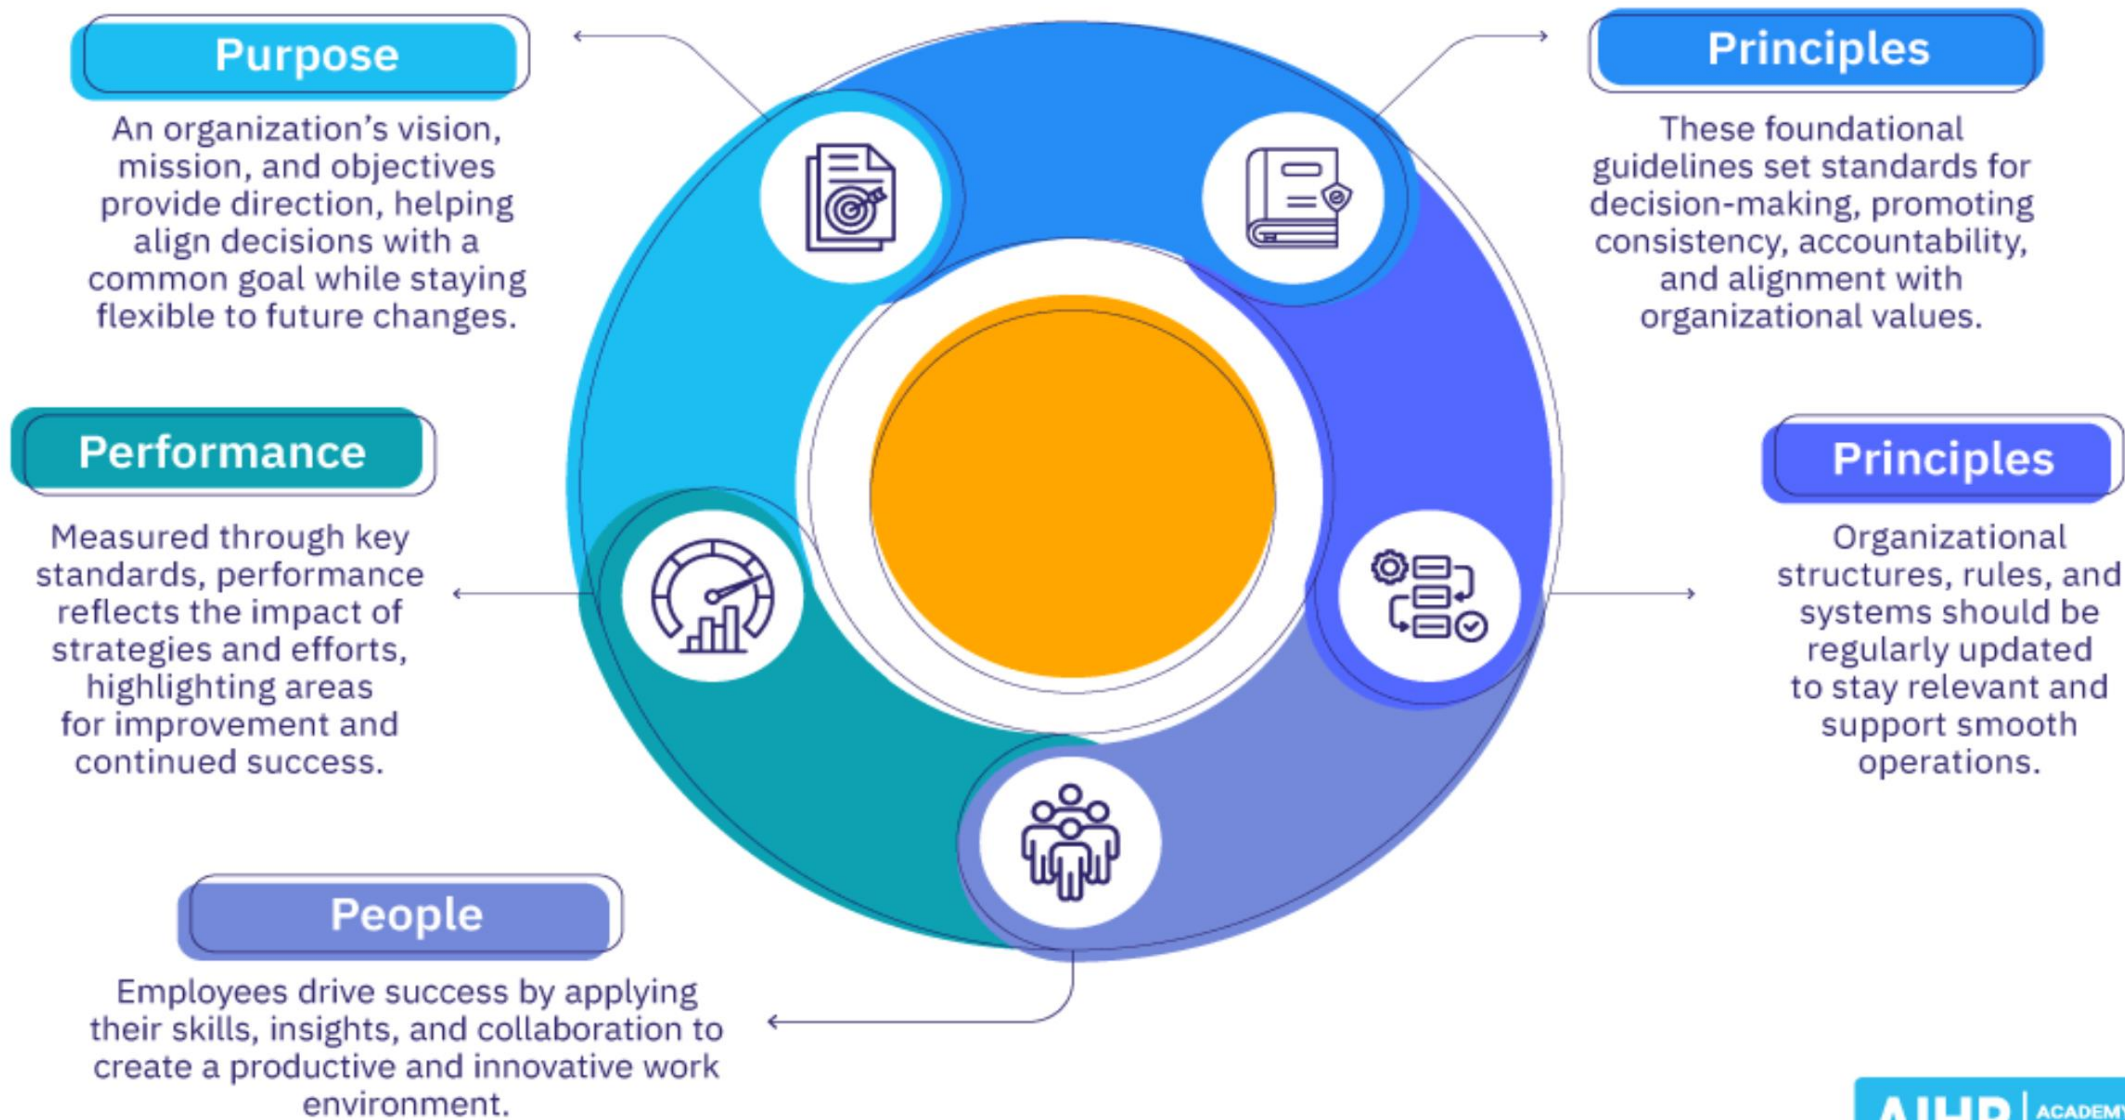 Purpose
An organization's vision,
mission, and objectives
provide direction, helping
align decisions with a
common goal while staying
flexible to future changes.
Principles
These foundational
guidelines set standards for
decision-making, promoting
consistency, accountability,
and alignment with
organizational values.
Performance
Measured through key
standards, performance
reflects the impact of
strategies and efforts,
highlighting areas
for improvement and
continued success.
Principles
Organizational
structures, rules, and
systems should be
regularly updated
to stay relevant and
support smooth
operations.
People
Employees drive success by applying
their skills, insights, and collaboration to
create a productive and innovative work
environment.
AIHR ACADEMY